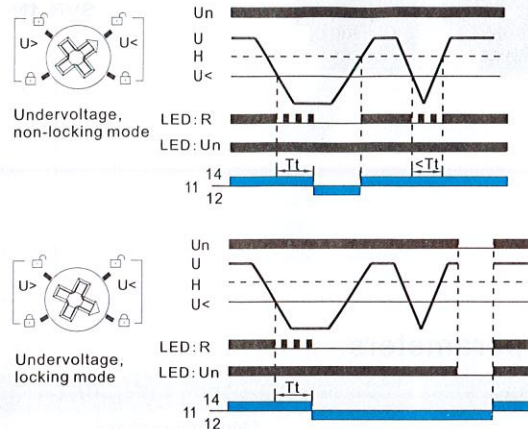 Un
U> U<
U
H
U<
Undervoltage,
non-locking mode
LED:R
LED:Un
Tt <Tt
11 14
12
Un
U> U<
U
H
U<
Undervoltage,
locking mode
LED:R
LED:Un
Tt
11 14
12